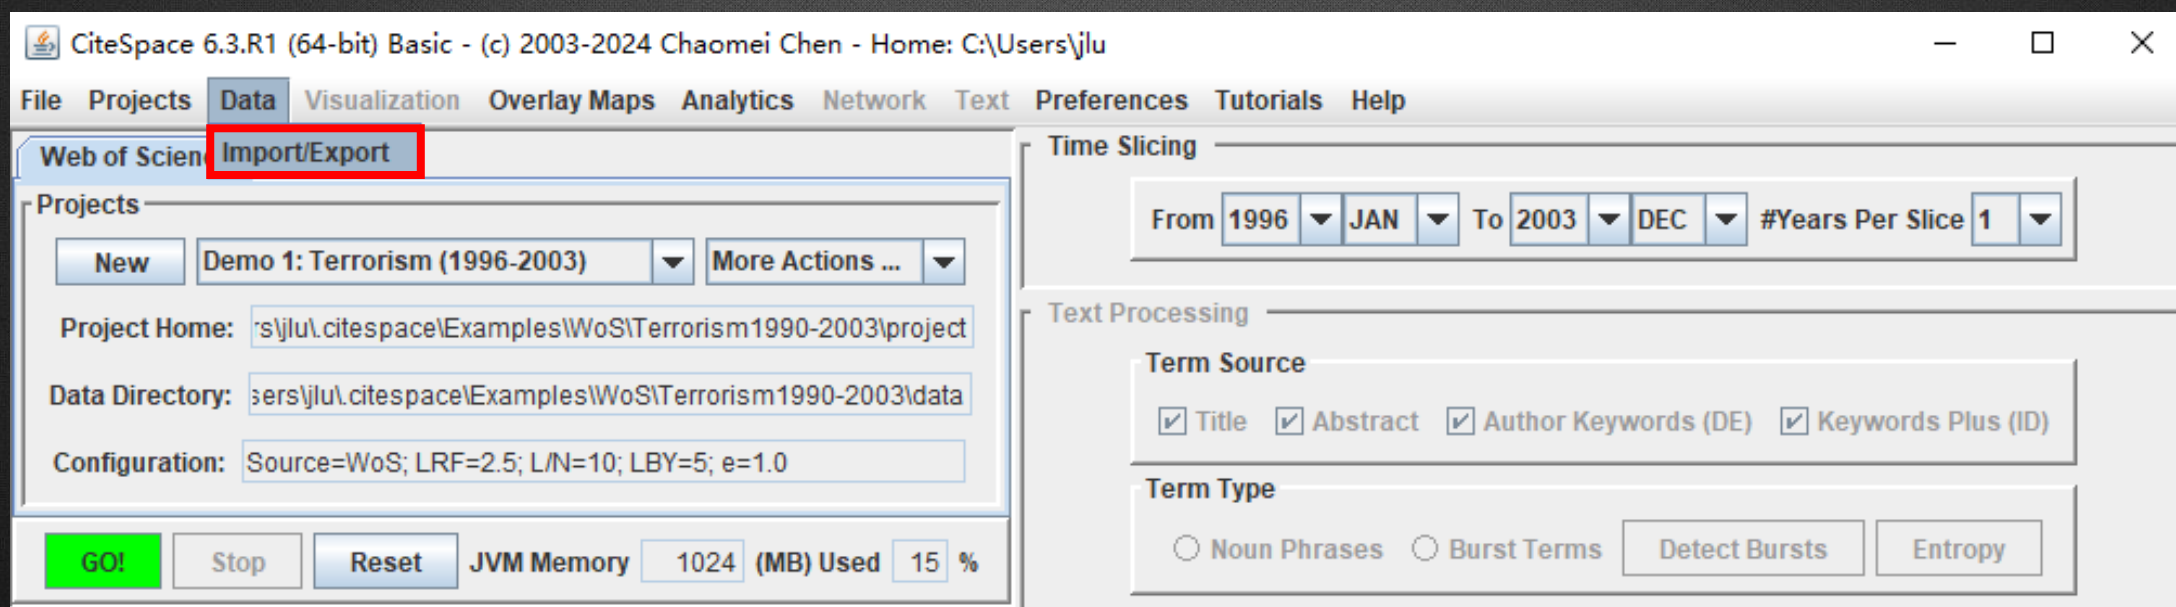 CiteSpace 6.3.R1 (64-bit) Basic - (c) 2003-2024 Chaomei Chen - Home: C:\Users\jlu
File Projects Data Visualization Overlay Maps Analytics Network Text Preferences Tutorials Help
Web of Scien
Import/Export
Projects
New Demo 1: Terrorism (1996-2003) More Actions ...
Project Home: rs\jlu\.citespace\Examples\WoS\Terrorism1990-2003\project
Data Directory: sers\jlu\.citespace\Examples\WoS\Terrorism1990-2003\data
Configuration: Source=WoS; LRF=2.5; L/N=10; LBY=5; e=1.0
GO! Stop Reset JVM Memory 1024 (MB) Used 15 %
Time Slicing
From 1996 JAN To 2003 DEC #Years Per Slice 1
Text Processing
Term Source
Title Abstract Author Keywords (DE) Keywords Plus (ID)
Term Type
Noun Phrases Burst Terms Detect Bursts Entropy